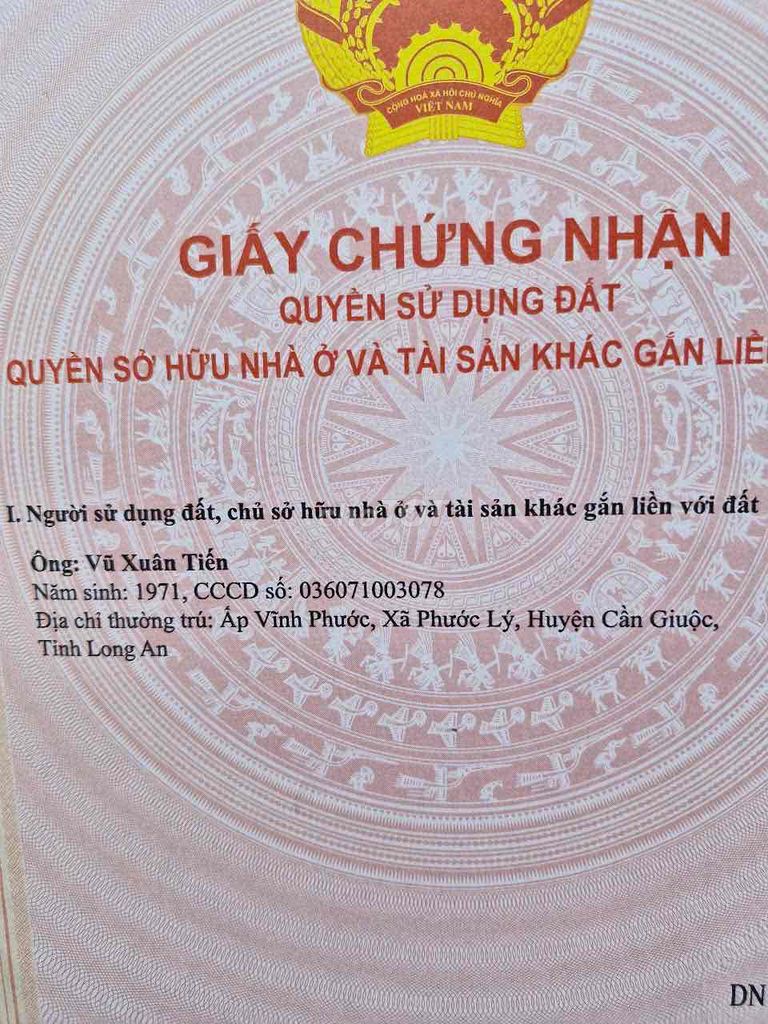 CỘNG HOÀ XÃ HỘI CHỦ NGHĨA
VIỆT NAM
GIẤY CHỨNG NHẬN
QUYỀN SỬ DỤNG ĐẤT
QUYỀN SỞ HỮU NHÀ Ở VÀ TÀI SẢN KHÁC GẮN LIỀ
I. Người sử dụng đất, chủ sở hữu nhà ở và tài sản khác gắn liền với đất
Ông: Vũ Xuân Tiến
Năm sinh: 1971, CCCD số: 036071003078
Địa chỉ thường trú: Ấp Vĩnh Phước, Xã Phước Lý, Huyện Cần Giuộc,
Tỉnh Long An
DN